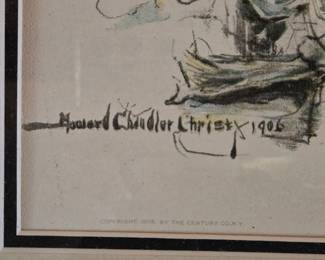 Howard Chandler Christy 1906
COPYRIGHT 1906, BY THE CENTURY CO. N.Y.